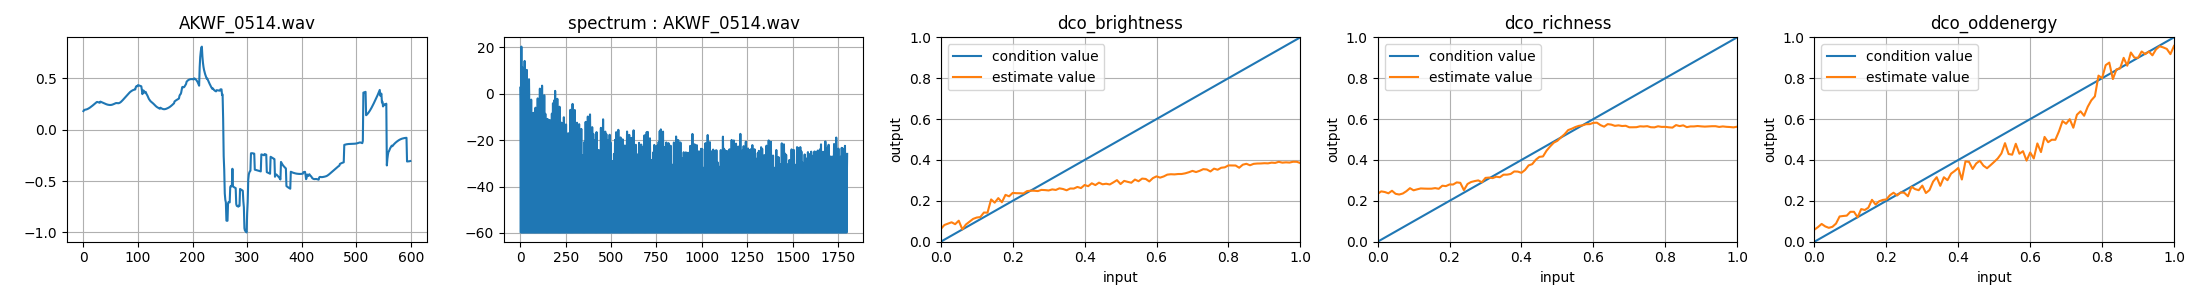 AKWF_0514.wav
0.5
0.0
−0.5
−1.0
0 100 200 300 400 500 600
spectrum : AKWF_0514.wav
20
0
−20
−40
−60
0 250 500 750 1000 1250 1500 1750
dco_brightness
condition value
estimate value
output
1.0
0.8
0.6
0.4
0.2
0.0
0.0 0.2 0.4 0.6 0.8 1.0
input
dco_richness
condition value
estimate value
output
1.0
0.8
0.6
0.4
0.2
0.0
0.0 0.2 0.4 0.6 0.8 1.0
input
dco_oddenergy
condition value
estimate value
output
1.0
0.8
0.6
0.4
0.2
0.0
0.0 0.2 0.4 0.6 0.8 1.0
input